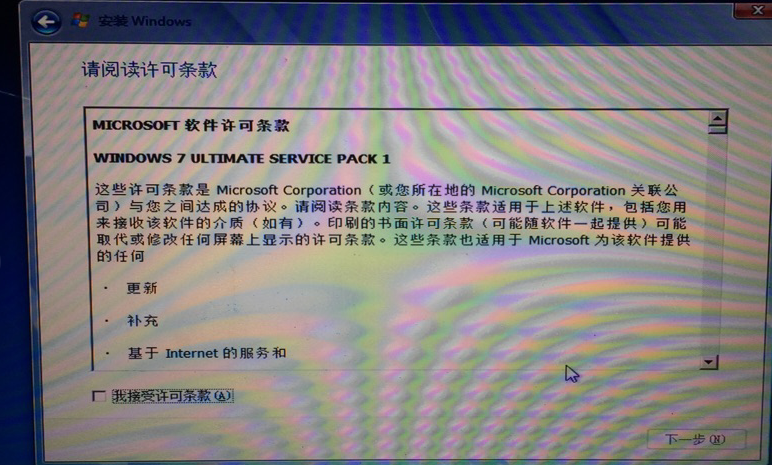 安装 Windows
请阅读许可条款
MICROSOFT 软件许可条款
WINDOWS 7 ULTIMATE SERVICE PACK 1
这些许可条款是 Microsoft Corporation（或您所在地的 Microsoft Corporation 关联公
司）与您之间达成的协议。请阅读条款内容。这些条款适用于上述软件，包括您用
来接收该软件的介质（如有）。印刷的书面许可条款（可能随软件一起提供）可能
取代或修改任何屏幕上显示的许可条款。这些条款也适用于 Microsoft 为该软件提供
的任何
· 更新
· 补充
· 基于 Internet 的服务和
我接受许可条款(A)
下一步(N)